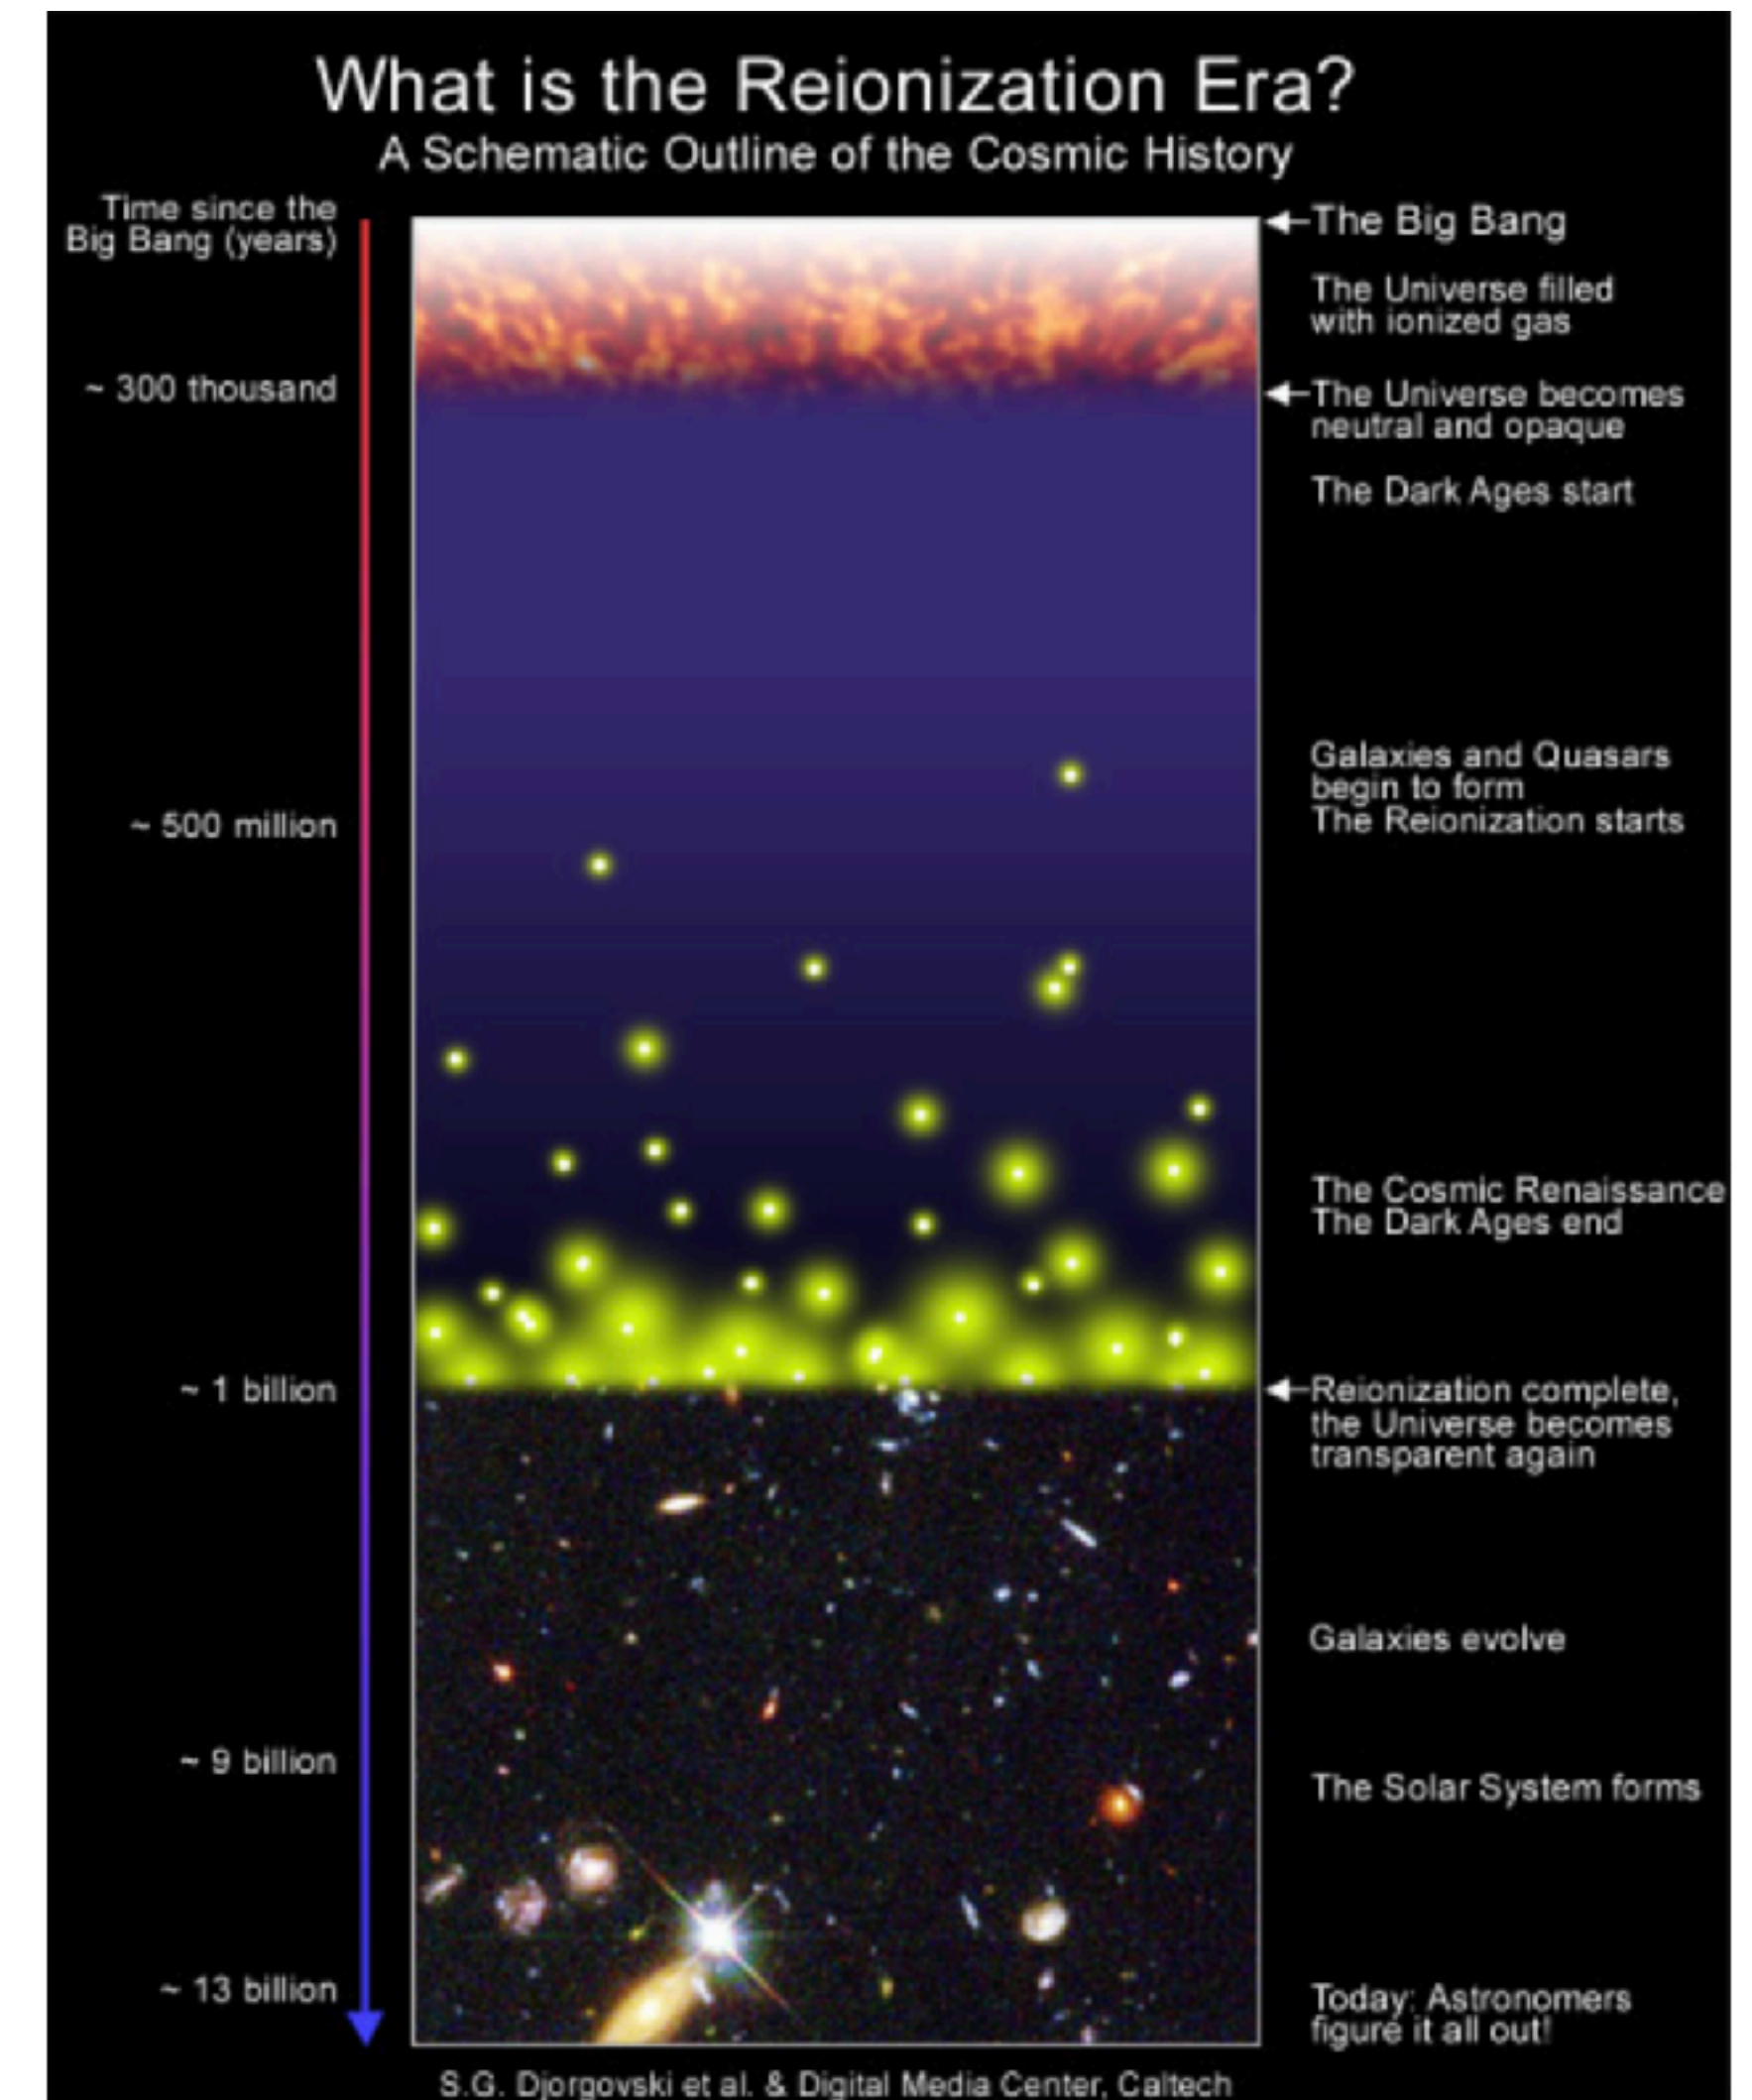 What is the Reionization Era?
A Schematic Outline of the Cosmic History
Time since the
Big Bang (years)
←The Big Bang
The Universe filled
with ionized gas
~ 300 thousand
←The Universe becomes
neutral and opaque
The Dark Ages start
Galaxies and Quasars
begin to form
~ 500 million
The Reionization starts
The Cosmic Renaissance
The Dark Ages end
~ 1 billion
←Reionization complete,
the Universe becomes
transparent again
Galaxies evolve
~ 9 billion
The Solar System forms
~ 13 billion
Today: Astronomers
figure it all out!
S.G. Djorgovski et al. & Digital Media Center, Caltech